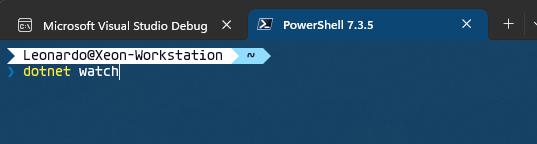 Microsoft Visual Studio Debug
PowerShell 7.3.5
Leonardo@Xeon-Workstation ~
❯ dotnet watch